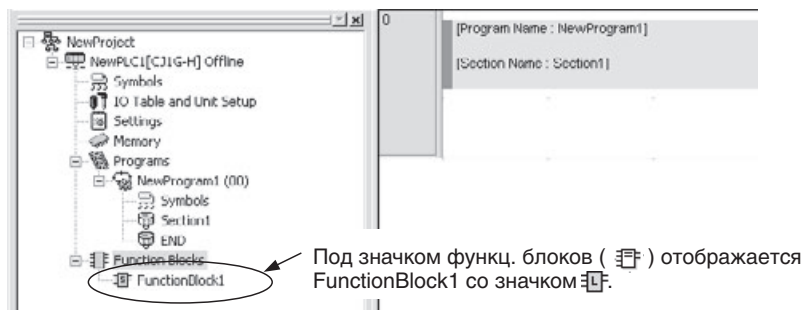 NewProject
NewPLC1[CJ1G-H] Offline
Symbols
IO Table and Unit Setup
Settings
Memory
Programs
NewProgram1 (00)
Symbols
Section1
END
Function Blocks
FunctionBlock1
0
[Program Name : NewProgram1]
[Section Name : Section1]
Под значком функц. блоков ( ) отображается
FunctionBlock1 со значком L.